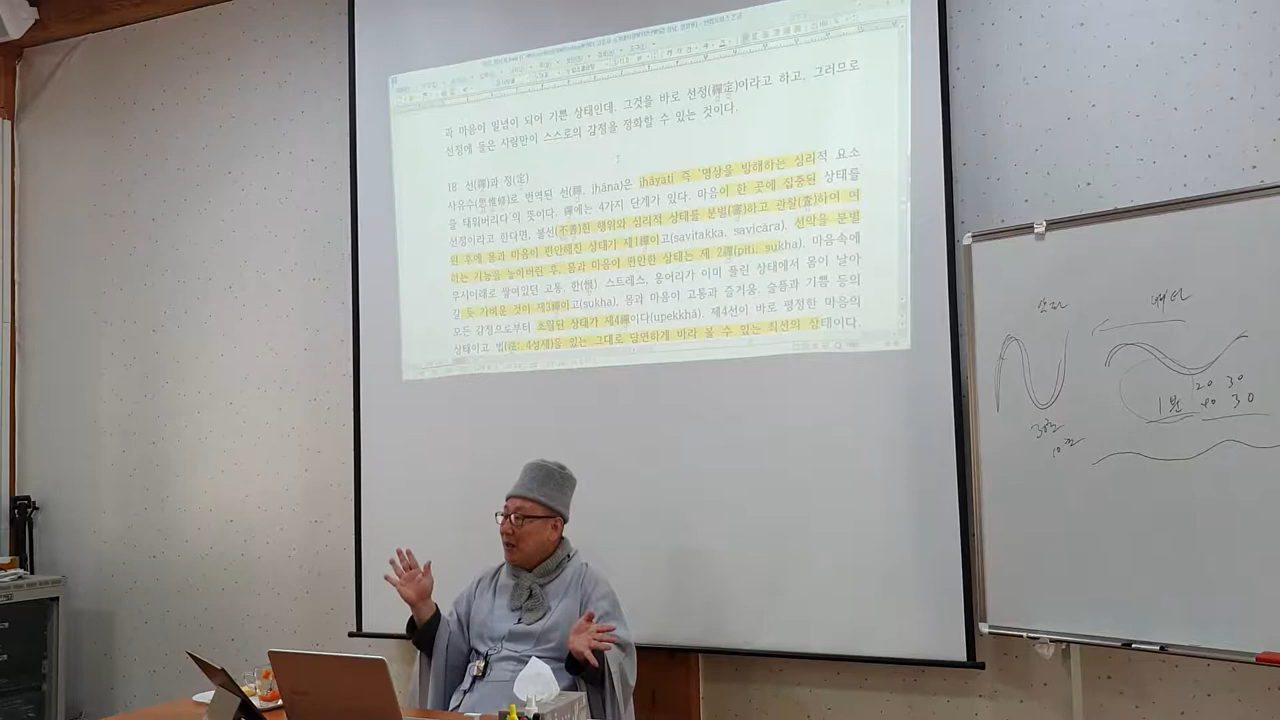 과 마음이 일념이 되어 기쁜 상태인데, 그것을 바로 선정(禪定)이라고 하고, 그러므로
선정에 들은 사람만이 스스로의 감정을 정화할 수 있는 것이다.
18 선(禪)과 정(定)
사유수(思惟修)로 번역된 선(禪, jhāna)은 jhāyati 즉 '명상을 방해하는 심리적 요소
을 태워버리다'의 뜻이다. 禪에는 4가지 단계가 있다. 마음이 한 곳에 집중된 상태를
선정이라고 한다면, 불선(不善)한 행위와 심리적 상태를 분별(審)하고 관찰(査)하여 이
된 후에 몸과 마음이 편안해진 상태가 제1禪이고(savitakka, savicāra), 선악을 분별
하는 기능을 놓아버린 후, 몸과 마음이 편안한 상태는 제 2禪(pīti, sukha), 마음속에
무시이래로 쌓여있던 고통, 한(恨), 스트레스, 응어리가 이미 풀린 상태에서 몸이 날아
갈 듯 가벼운 것이 제3禪이고(sukha), 몸과 마음이 고통과 즐거움, 슬픔과 기쁨 등의
모든 감정으로부터 초월된 상태가 제4禪이다(upekkhā). 제4선이 바로 평정한 마음의
상태이고 법(法: 4성제)을 있는 그대로 당연하게 바라 볼 수 있는 최선의 상태이다.
20 30
1분 40 30